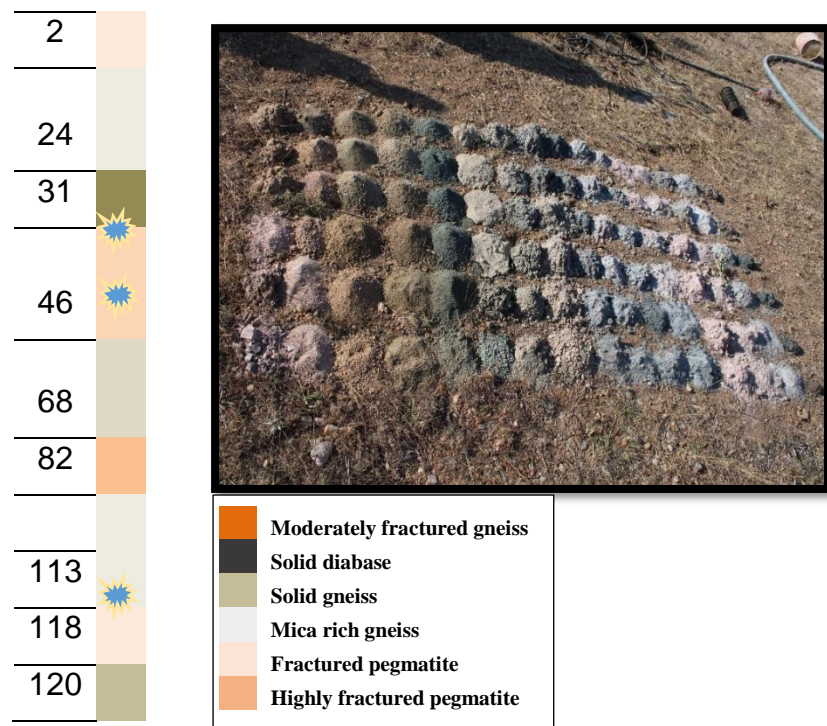 2
24
31
46
68
82
113
118
120
Moderately fractured gneiss
Solid diabase
Solid gneiss
Mica rich gneiss
Fractured pegmatite
Highly fractured pegmatite